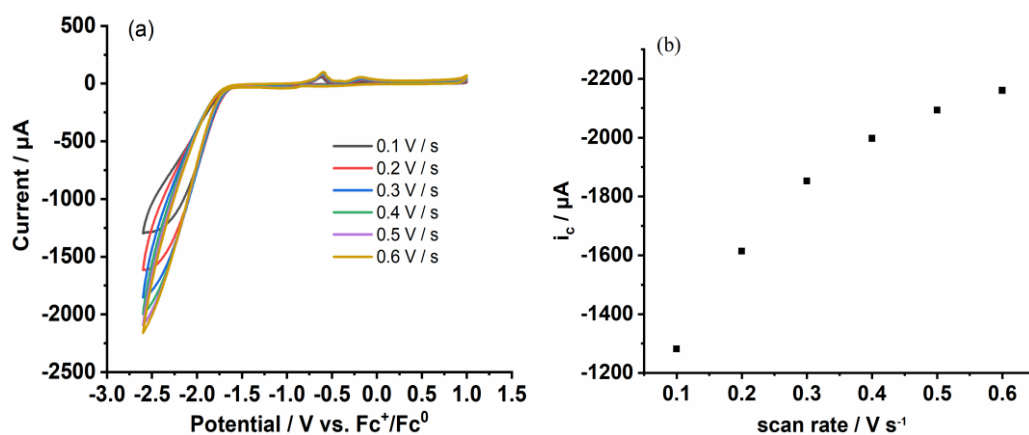 (a)
500
0
-500
-1000
-1500
-2000
-2500
Current / µA
0.1 V / s
0.2 V / s
0.3 V / s
0.4 V / s
0.5 V / s
0.6 V / s
-3.0 -2.5 -2.0 -1.5 -1.0 -0.5 0.0 0.5 1.0 1.5
Potential / V vs. Fc⁺/Fc⁰
(b)
-2200
-2000
-1800
-1600
-1400
-1200
i_c / µA
0.1 0.2 0.3 0.4 0.5 0.6
scan rate / V s⁻¹